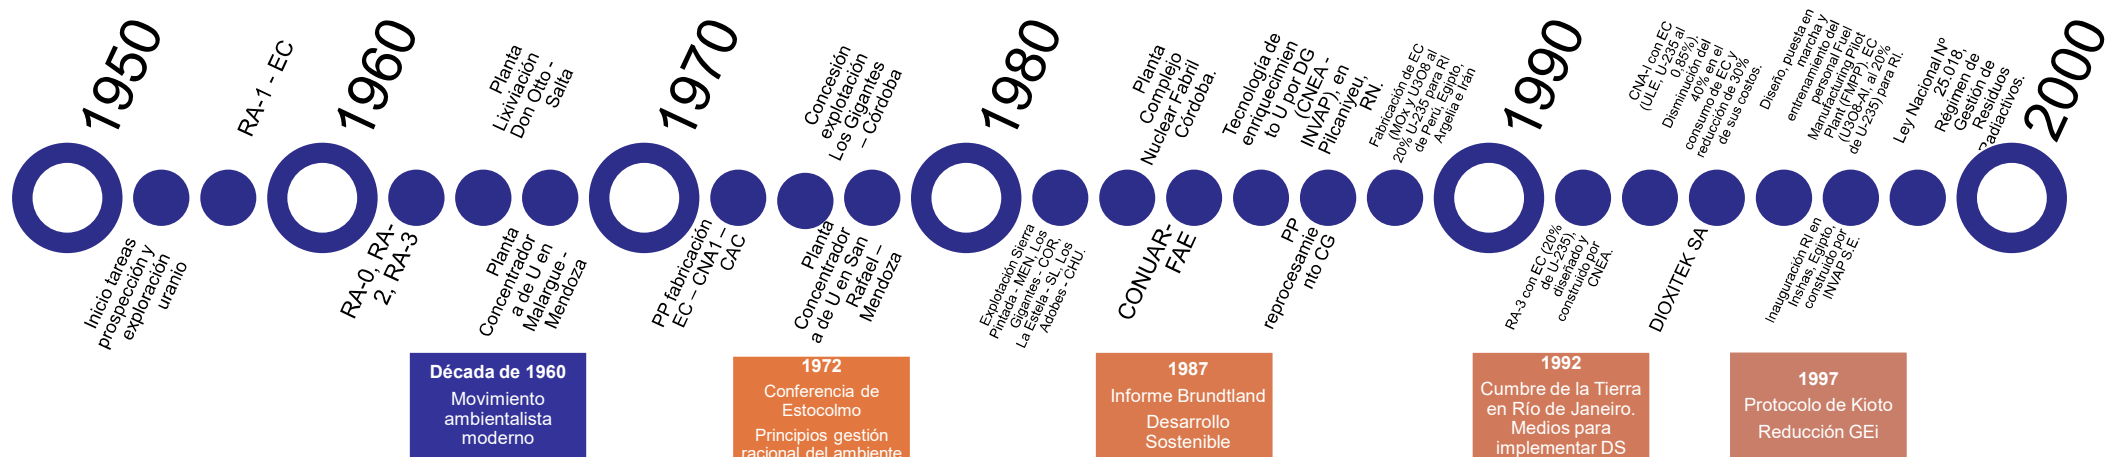 1950
Inicio tareas
prospección y
exploración
uranio
RA-1 - EC
1960
RA-0, RA-
2, RA-3
Planta
Concentrador
a de U en
Malargue -
Mendoza
Planta
Lixiviación
Don Otto -
Salta
1970
PP fabricación
EC – CNA1 –
CAC
Planta
Concentrador
a de U en San
Rafael –
Mendoza
Concesión
explotación
Los Gigantes
– Córdoba
1980
Explotación Sierra
Pintada - MEN, Los
Gigantes - COR,
La Estela - SL, Los
Adobes - CHU.
Planta
Complejo
Nuclear Fabril
Córdoba.
CONUAR-
FAE
Tecnología de
enriquecimien
to U por DG
(CNEA -
INVAP), en
Pilcaniyeu,
RN.
PP
reprocesamie
nto CG
Fabricación de EC
(MOx y U3O8 al
20% U-235 para RI
de Perú, Egipto,
Argelia e Irán
1990
RA-3 con EC (20%
de U-235),
diseñado y
construido por
CNEA.
CNA-I con EC
(ULE. U-235 al
0,85%).
Disminución del
40% en el
consumo de EC y
reducción de 30%
de sus costos.
DIOXITEK SA
Diseño, puesta en
marcha y
entrenamiento del
personal Fuel
Manufacturing Pilot
Plant (FMPP). EC
(U3O8-Al, al 20%
de U-235) para RI.
Inauguración RI en
Inshas, Egipto,
construido por
INVAP S.E.
Ley Nacional Nº
25.018,
Régimen de
Gestión de
Residuos
Radiactivos.
2000
Década de 1960
Movimiento
ambientalista
moderno
1972
Conferencia de
Estocolmo
Principios gestión
racional del ambiente
1987
Informe Brundtland
Desarrollo
Sostenible
1992
Cumbre de la Tierra
en Río de Janeiro.
Medios para
implementar DS
1997
Protocolo de Kioto
Reducción GEi